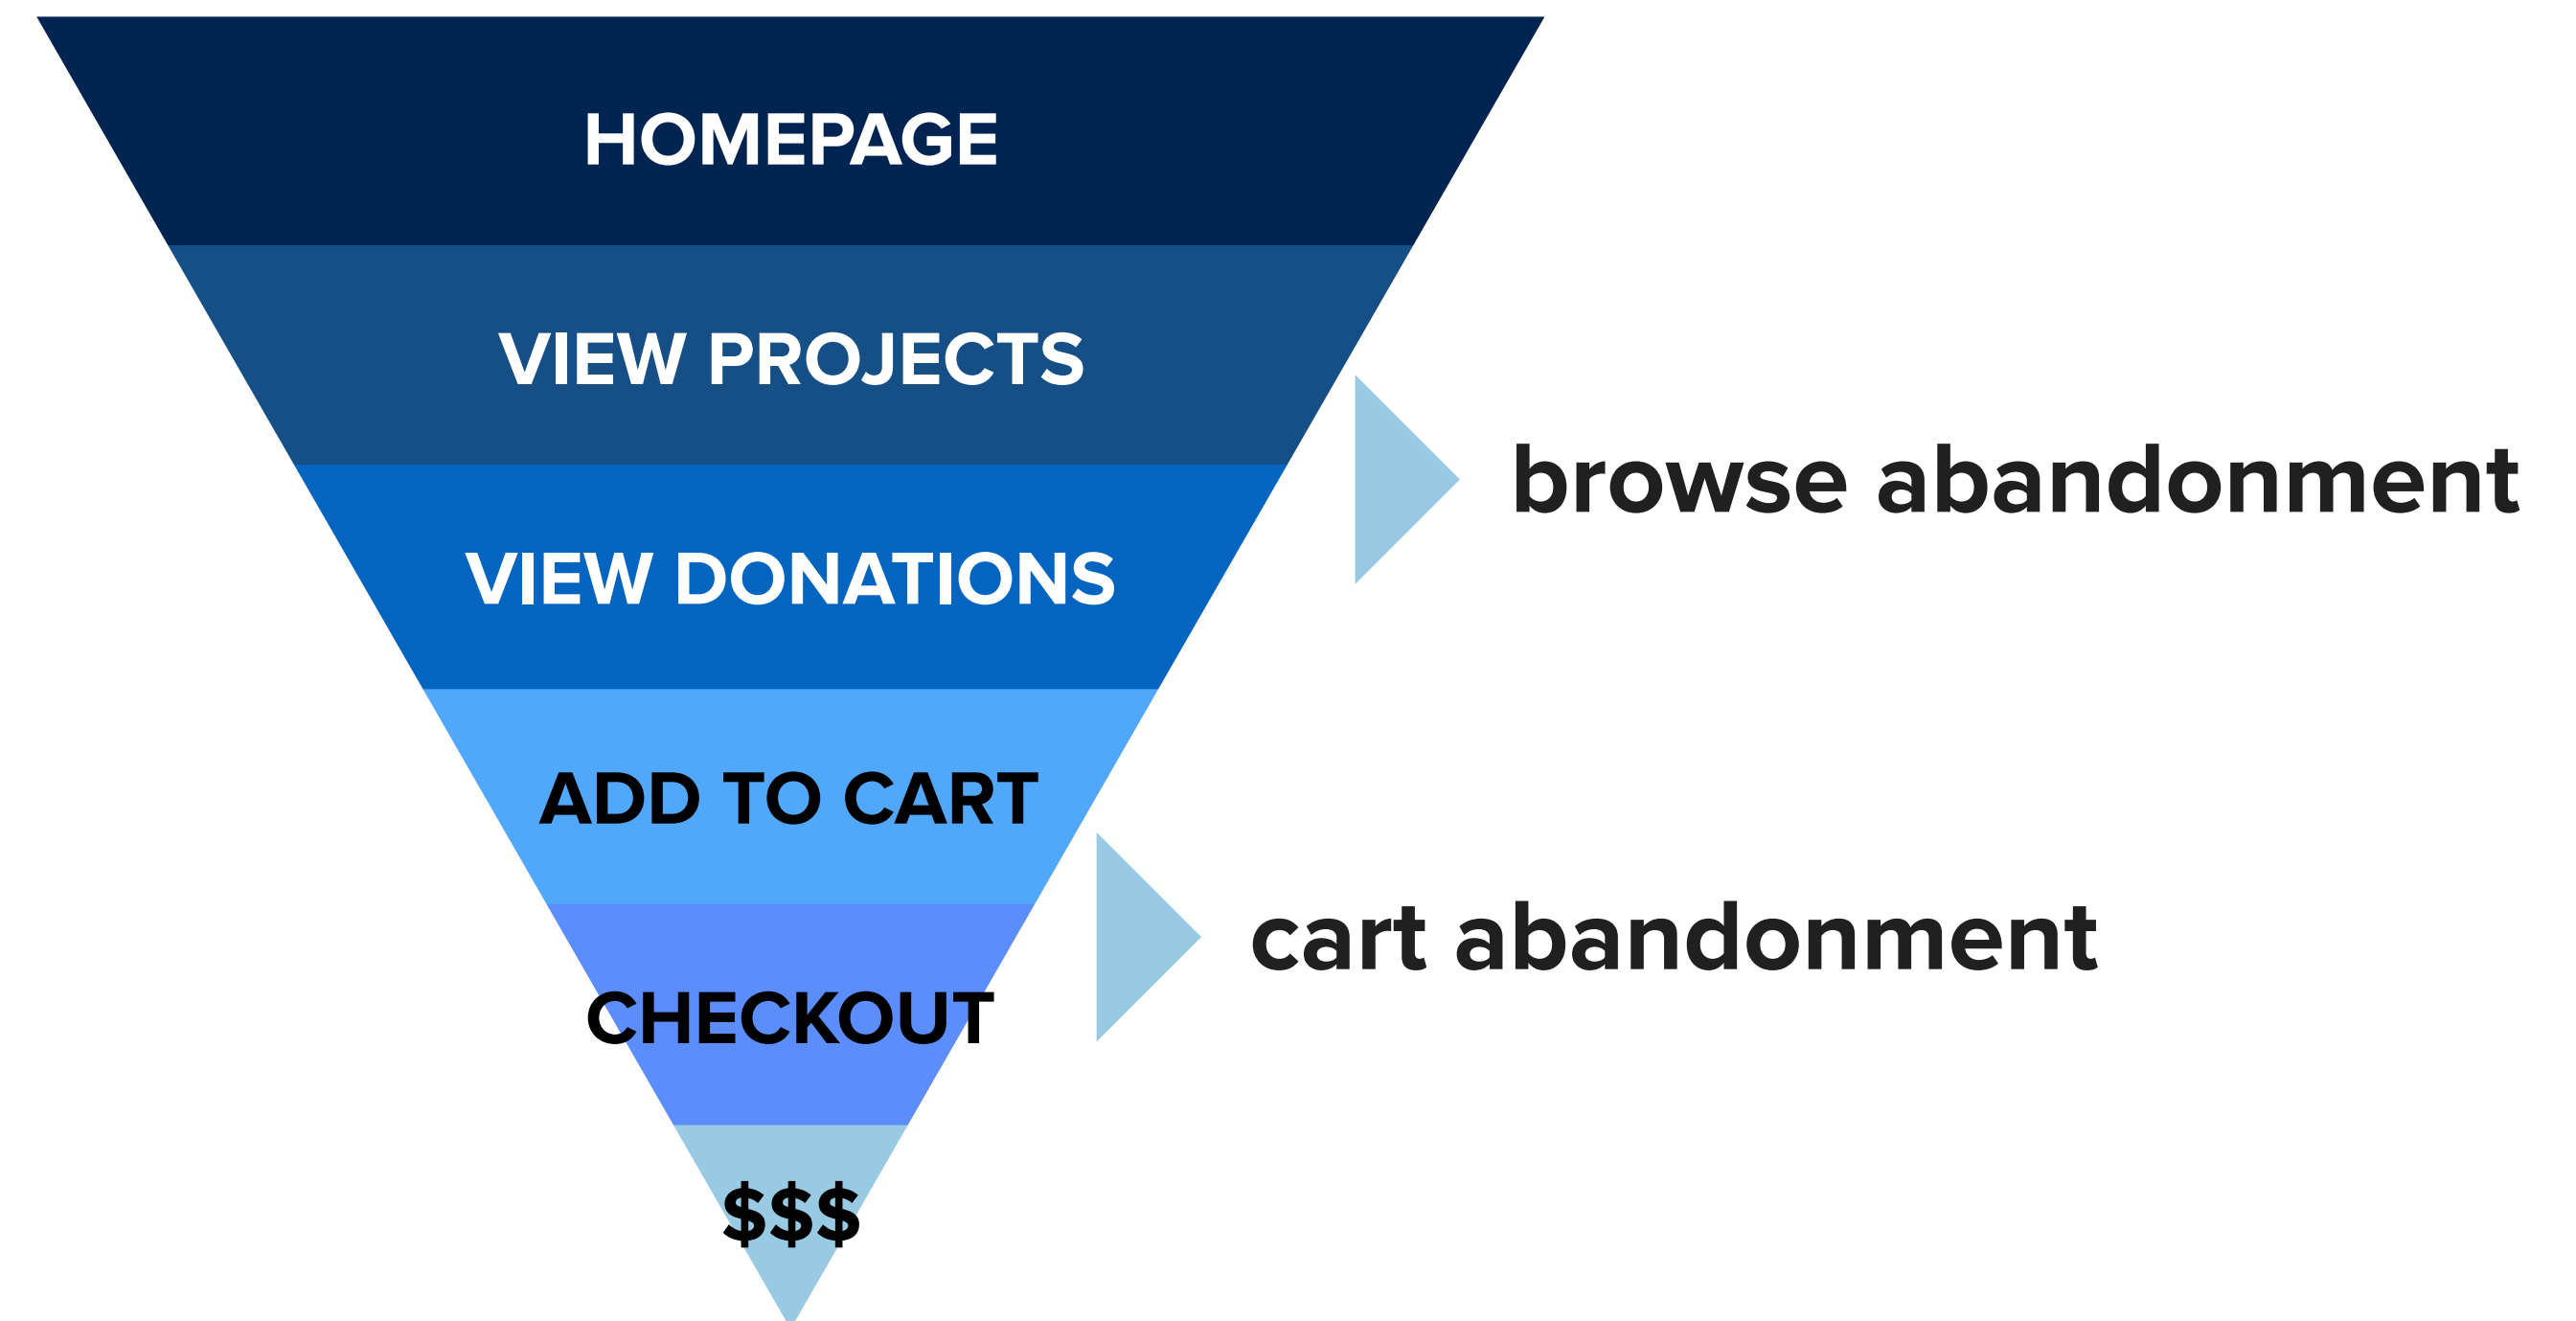 HOMEPAGE
VIEW PROJECTS
browse abandonment
VIEW DONATIONS
ADD TO CART
cart abandonment
CHECKOUT
$$$